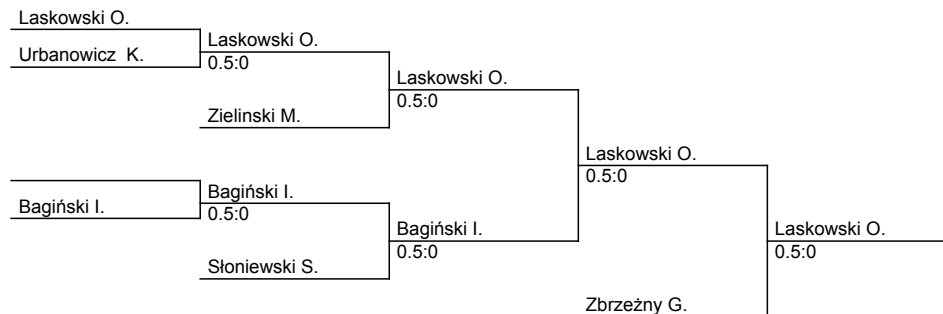 Laskowski O.
Urbanowicz  K.
Laskowski O.
0.5:0
Zielinski M.
Laskowski O.
0.5:0
Laskowski O.
0.5:0
Bagiński I.
Bagiński I.
0.5:0
Słoniewski S.
Bagiński I.
0.5:0
Laskowski O.
0.5:0
Zbrzeżny G.